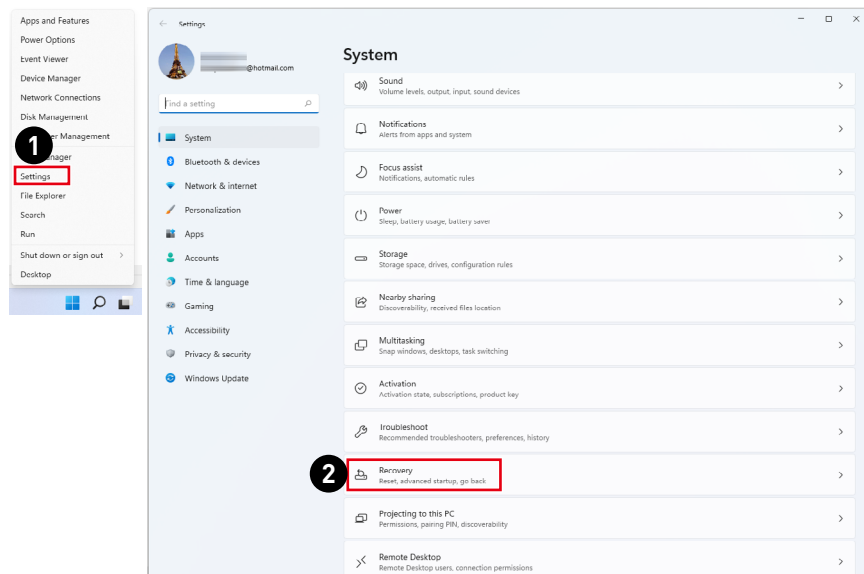 Apps and Features
Power Options
Event Viewer
Device Manager
Network Connections
Disk Management
er Management
1
anager
Settings
File Explorer
Search
Run
Shut down or sign out
Desktop
Settings
@hotmail.com
Find a setting
System
Bluetooth & devices
Network & internet
Personalization
Apps
Accounts
Time & language
Gaming
Accessibility
Privacy & security
Windows Update
System
Sound
Volume levels, output, input, sound devices
Notifications
Alerts from apps and system
Focus assist
Notifications, automatic rules
Power
Sleep, battery usage, battery saver
Storage
Storage space, drives, configuration rules
Nearby sharing
Discoverability, received files location
Multitasking
Snap windows, desktops, task switching
Activation
Activation state, subscriptions, product key
Troubleshoot
Recommended troubleshooters, preferences, history
2
Recovery
Reset, advanced startup, go back
Projecting to this PC
Permissions, pairing PIN, discoverability
Remote Desktop
Remote Desktop users, connection permissions